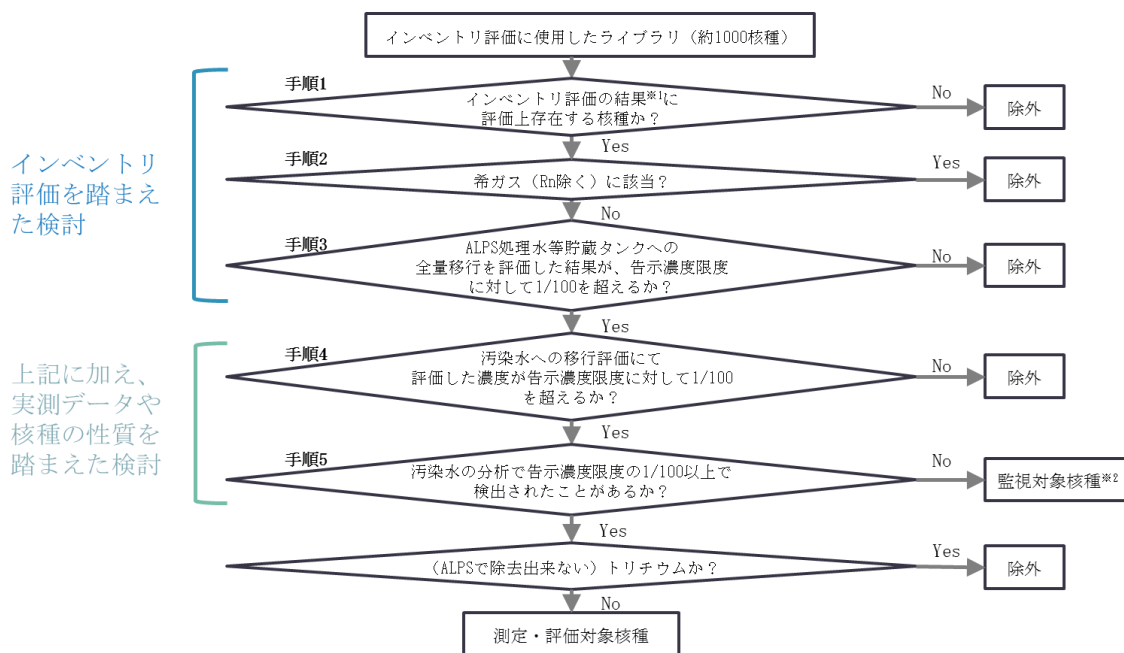 インベントリ評価に使用したライブラリ（約1000核種）
手順1
インベントリ評価の結果※1に
評価上存在する核種か？
No
除外
Yes
インベントリ
評価を踏まえ
た検討
手順2
希ガス（Rn除く）に該当？
Yes
除外
No
手順3
ALPS処理水等貯蔵タンクへの
全量移行を評価した結果が、告示濃度限度
に対して1/100を超えるか？
No
除外
Yes
上記に加え、
実測データや
核種の性質を
踏まえた検討
手順4
汚染水への移行評価にて
評価した濃度が告示濃度限度に対して1/100
を超えるか？
No
除外
Yes
手順5
汚染水の分析で告示濃度限度の1/100以上で
検出されたことがあるか？
No
監視対象核種※2
Yes
（ALPSで除去出来ない）トリチウムか？
Yes
除外
No
測定・評価対象核種